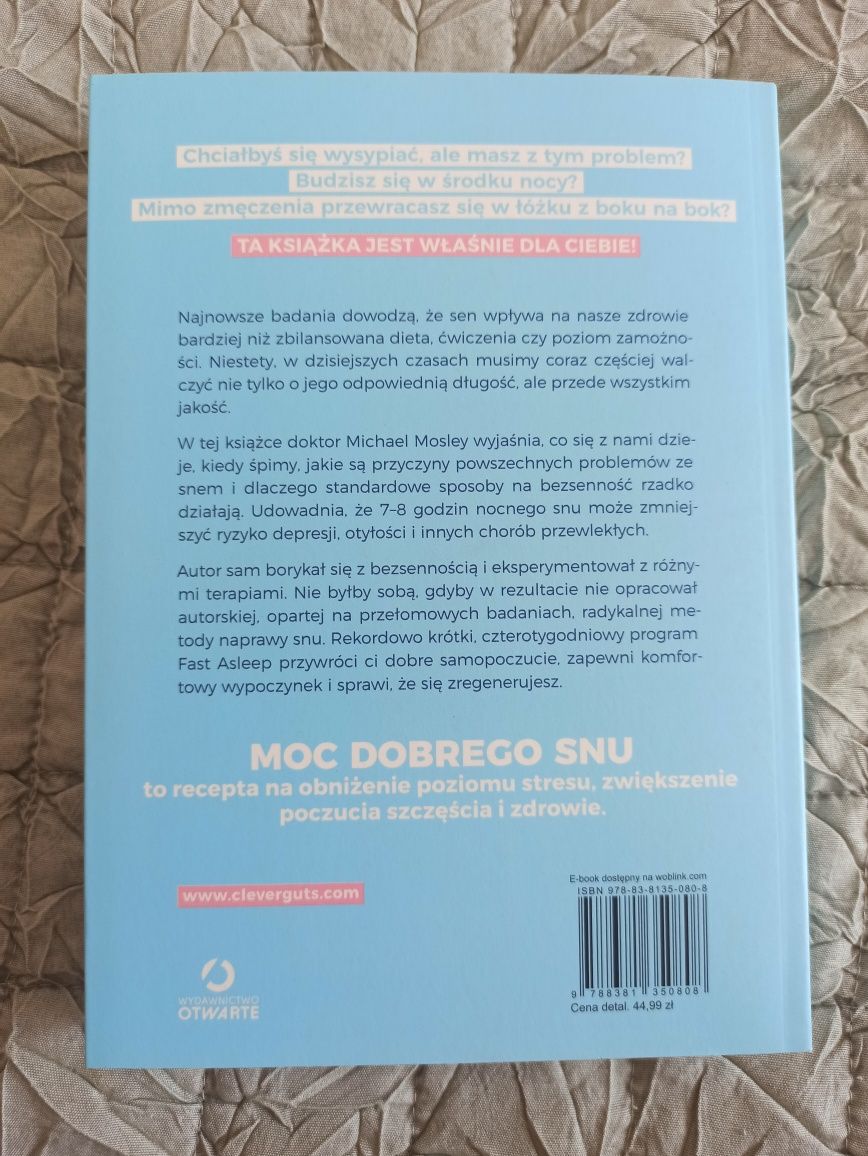 Chciałbyś się wysypiać, ale masz z tym problem?
Budzisz się w środku nocy?
Mimo zmęczenia przewracasz się w łóżku z boku na bok?
TA KSIĄŻKA JEST WŁAŚNIE DLA CIEBIE!
Najnowsze badania dowodzą, że sen wpływa na nasze zdrowie
bardziej niż zbilansowana dieta, ćwiczenia czy poziom zamożno-
ści. Niestety, w dzisiejszych czasach musimy coraz częściej wal-
czyć nie tylko o jego odpowiednią długość, ale przede wszystkim
jakość.
W tej książce doktor Michael Mosley wyjaśnia, co się z nami dzie-
je, kiedy śpimy, jakie są przyczyny powszechnych problemów ze
snem i dlaczego standardowe sposoby na bezsenność rzadko
działają. Udowadnia, że 7–8 godzin nocnego snu może zmniej-
szyć ryzyko depresji, otyłości i innych chorób przewlekłych.
Autor sam borykał się z bezsennością i eksperymentował z różny-
mi terapiami. Nie byłby sobą, gdyby w rezultacie nie opracował
autorskiej, opartej na przełomowych badaniach, radykalnej me-
tody naprawy snu. Rekordowo krótki, czterotygodniowy program
Fast Asleep przywróci ci dobre samopoczucie, zapewni komfor-
towy wypoczynek i sprawi, że się zregenerujesz.
MOC DOBREGO SNU
to recepta na obniżenie poziomu stresu, zwiększenie
poczucia szczęścia i zdrowie.
www.cleverguts.com
E-book dostępny na woblink.com
ISBN 978-83-8135-080-8
9 788381 350808
Cena detal. 44,99 zł
WYDAWNICTWO
OTWARTE